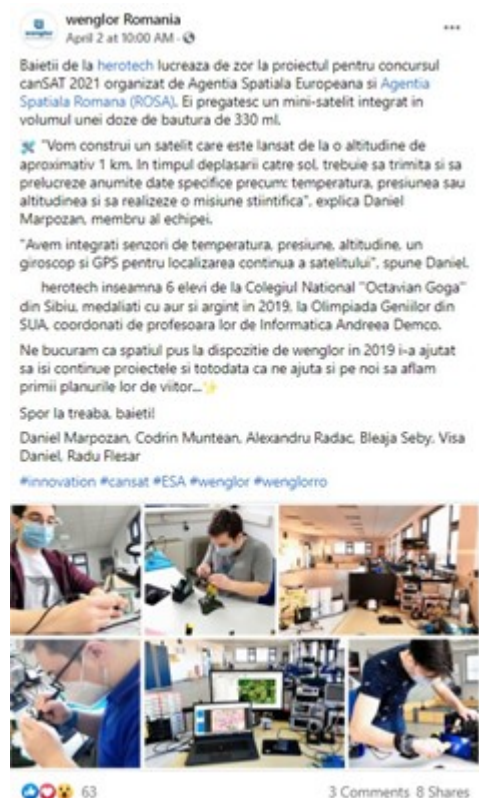 wenglor
wenglor Romania
April 2 at 10:00 AM ·
Baietii de la herotech lucreaza de zor la proiectul pentru concursul
canSAT 2021 organizat de Agentia Spatiala Europeana si Agentia
Spatiala Romana (ROSA). Ei pregatesc un mini-satelit integrat in
volumul unei doze de bautura de 330 ml.
"Vom construi un satelit care este lansat de la o altitudine de
aproximativ 1 km. In timpul deplasarii catre sol, trebuie sa trimita si sa
prelucreze anumite date specifice precum: temperatura, presiunea sau
altitudinea si sa realizeze o misiune stiintifica", explica Daniel
Marpozan, membru al echipei.
"Avem integrati senzori de temperatura, presiune, altitudine, un
giroscop si GPS pentru localizarea continua a satelitului", spune Daniel.
herotech inseamna 6 elevi de la Colegiul National "Octavian Goga"
din Sibiu, medaliati cu aur si argint in 2019, la Olimpiada Geniilor din
SUA, coordonati de profesoara lor de Informatica Andreea Demco.
Ne bucuram ca spatiul pus la dispozitie de wenglor in 2019 i-a ajutat
sa isi continue proiectele si totodata ca ne ajuta si pe noi sa aflam
primii planurile lor de viitor...
Spor la treaba, baieti!
Daniel Marpozan, Codrin Muntean, Alexandru Radac, Bleaja Seby, Visa
Daniel, Radu Flesar
#innovation #cansat #ESA #wenglor #wenglorro
63
3 Comments 8 Shares